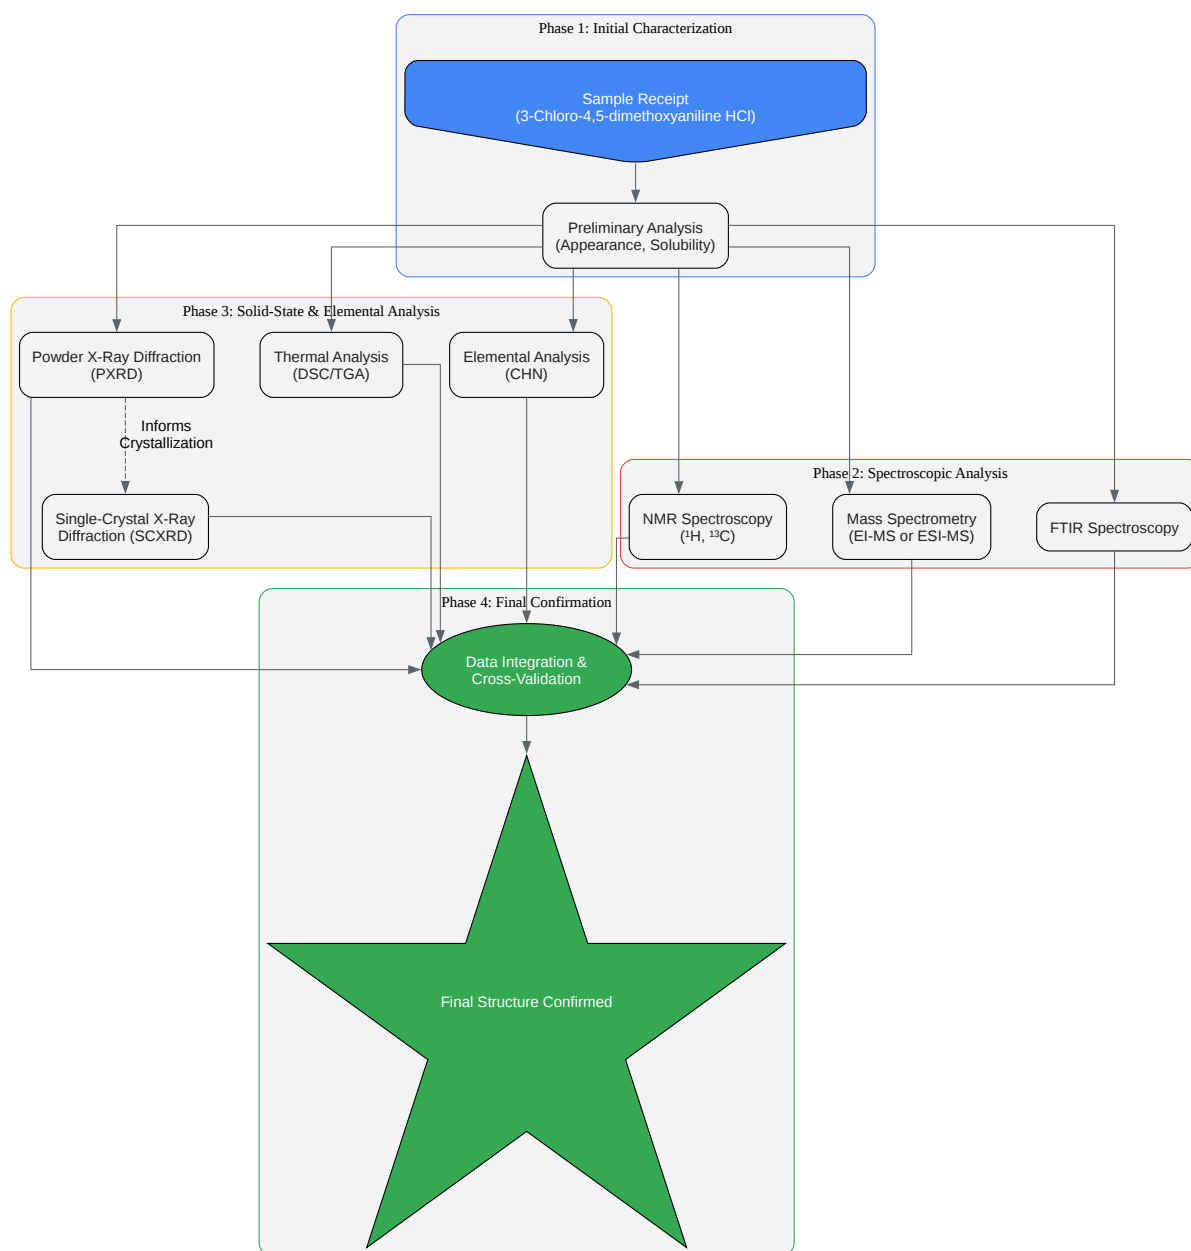 Phase 1: Initial Characterization
Sample Receipt
(3-Chloro-4,5-dimethoxyaniline HCl)
Preliminary Analysis
(Appearance, Solubility)
Phase 3: Solid-State & Elemental Analysis
Powder X-Ray Diffraction
(PXRD)
Thermal Analysis
(DSC/TGA)
Elemental Analysis
(CHN)
Informs
Crystallization
Single-Crystal X-Ray
Diffraction (SCXRD)
Phase 2: Spectroscopic Analysis
NMR Spectroscopy
(¹H, ¹³C)
Mass Spectrometry
(EI-MS or ESI-MS)
FTIR Spectroscopy
Phase 4: Final Confirmation
Data Integration &
Cross-Validation
Final Structure Confirmed